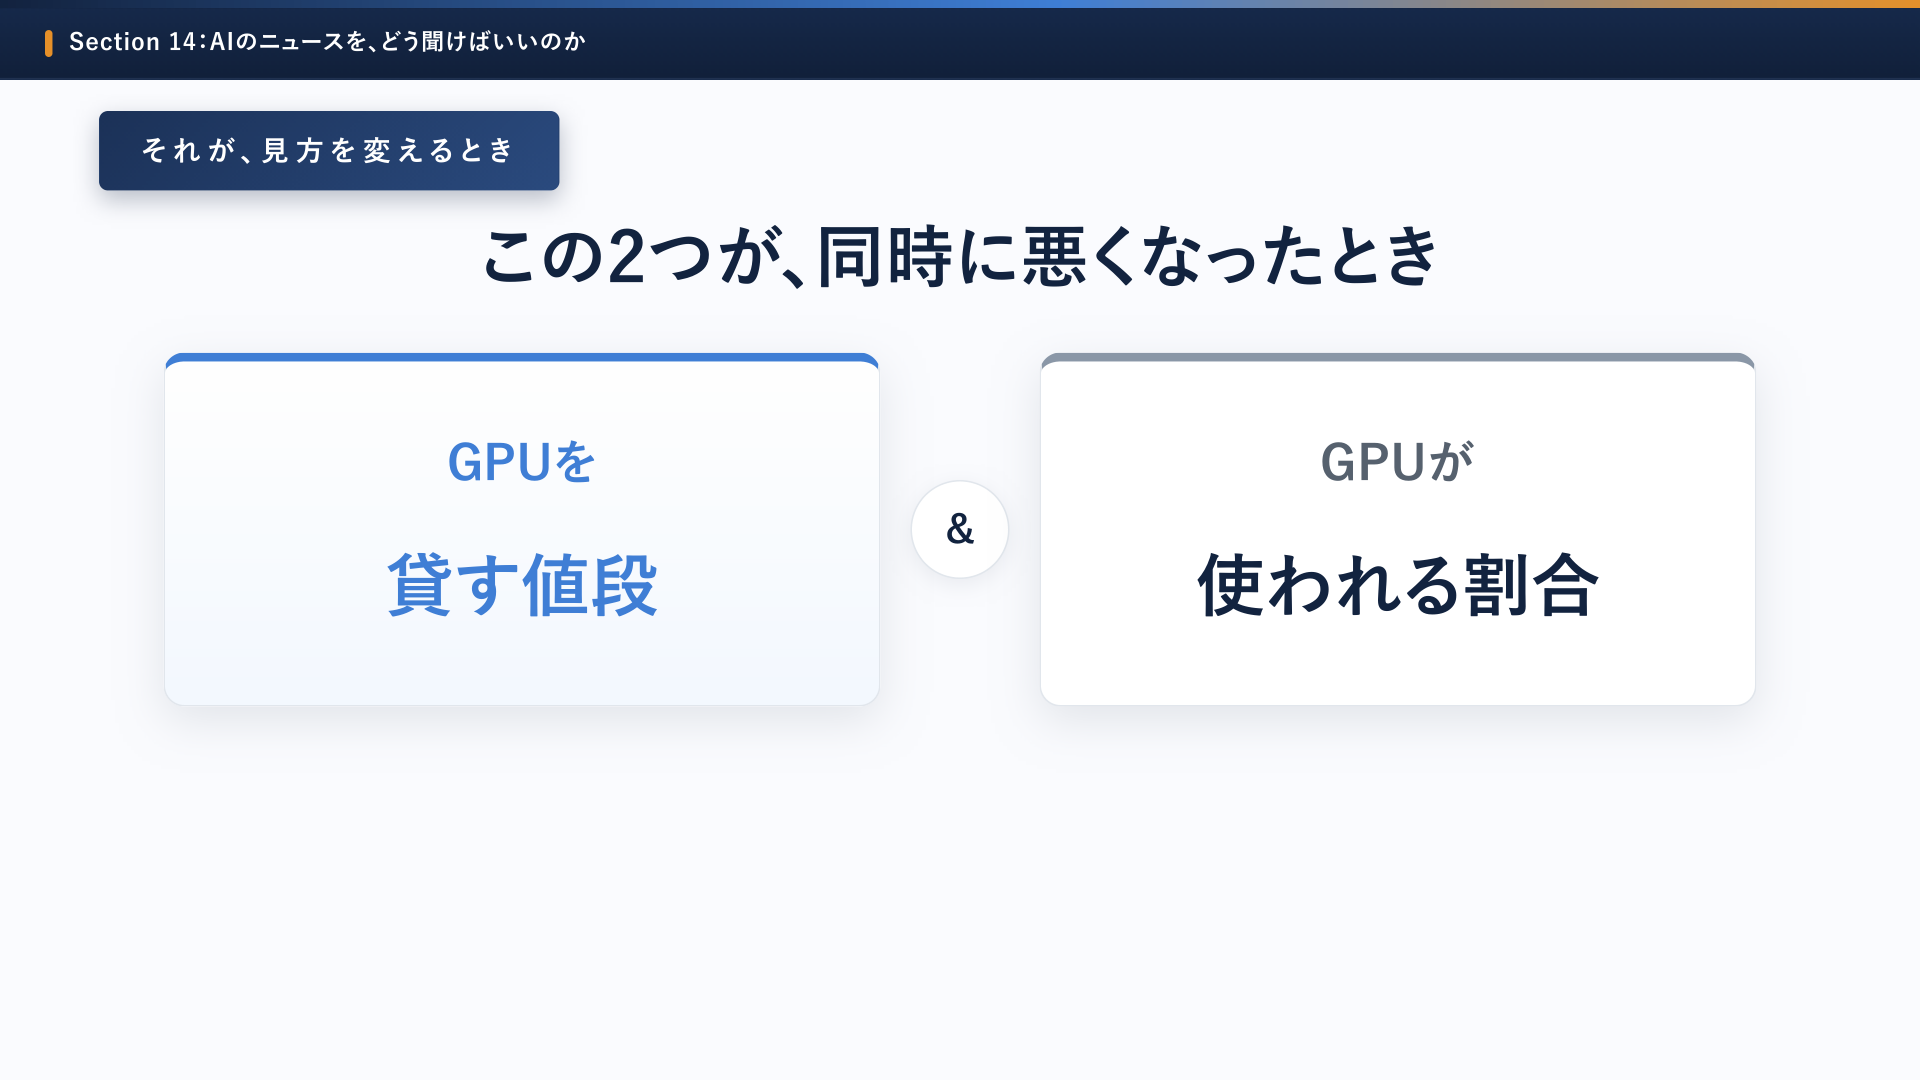 Section 14：AIのニュースを、どう聞けばいいのか
それが、見方を変えるとき
この2つが、同時に悪くなったとき
GPUを
貸す値段
&
GPUが
使われる割合